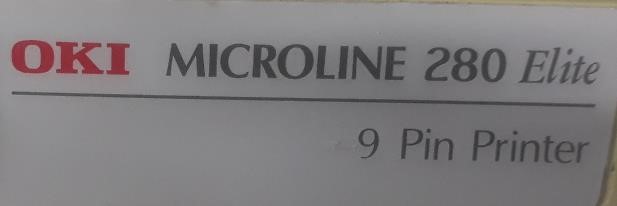 OKI MICROLINE 280 Elite
9 Pin Printer